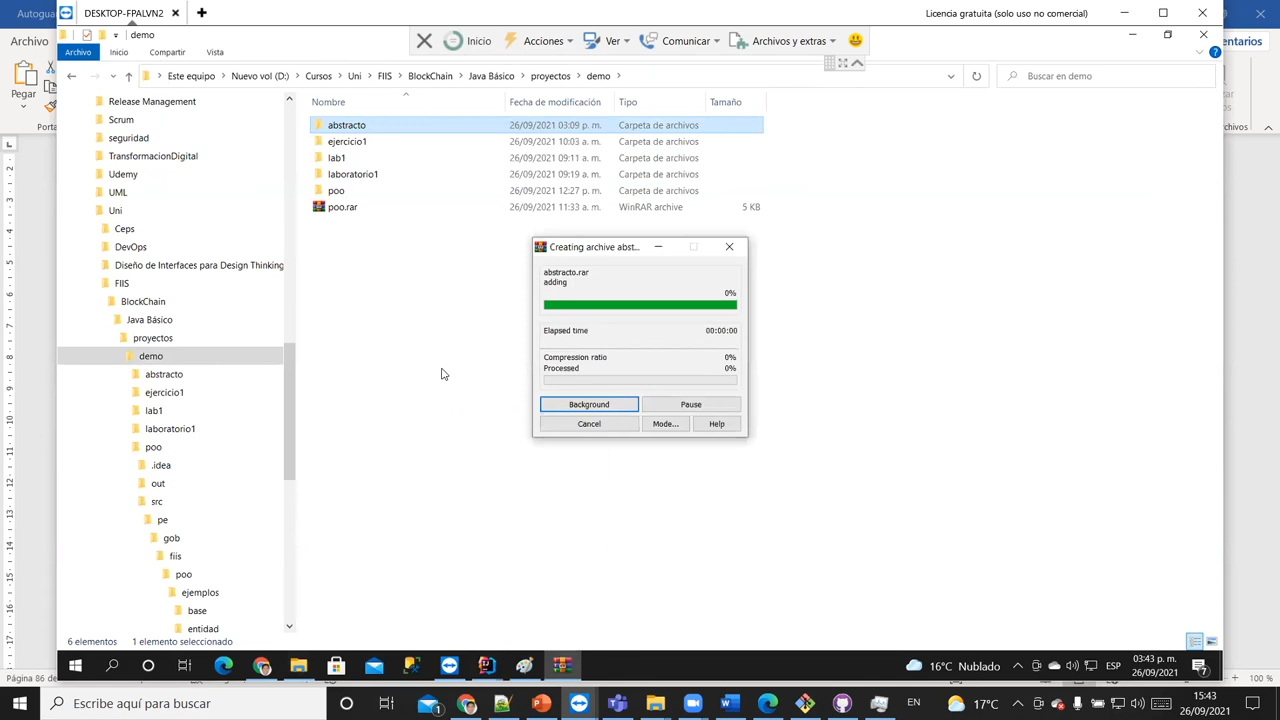 Autogua
DESKTOP-FPALVN2
Licencia gratuita (solo uso no comercial)
demo
Archivo
Inicio
Acciones
Ver
Comunicar
Archivos y extras
entarios
Archivo
Inicio
Compartir
Vista
Pegar
Porta
Este equipo
Nuevo vol (D:)
Cursos
Uni
FIIS
BlockChain
Java Básico
proyectos
demo
Buscar en demo
chivos
Nombre
Fecha de modificación
Tipo
Tamaño
abstracto
26/09/2021 03:09 p. m.
Carpeta de archivos
ejercicio1
26/09/2021 10:03 a. m.
Carpeta de archivos
lab1
26/09/2021 09:11 a. m.
Carpeta de archivos
laboratorio1
26/09/2021 09:19 a. m.
Carpeta de archivos
poo
26/09/2021 12:27 p. m.
Carpeta de archivos
poo.rar
26/09/2021 11:33 a. m.
WinRAR archive
5 KB
Release Management
Scrum
seguridad
TransformacionDigital
Udemy
UML
Uni
Ceps
DevOps
Diseño de Interfaces para Design Thinking
FIIS
BlockChain
Java Básico
proyectos
demo
abstracto
ejercicio1
lab1
laboratorio1
poo
.idea
out
src
pe
gob
fiis
poo
ejemplos
base
entidad
Creating archive abst...
abstracto.rar
adding
0%
Elapsed time
00:00:00
Compression ratio
0%
Processed
0%
Background
Pause
Cancel
Mode...
Help
6 elementos
1 elemento seleccionado
16°C Nublado
ESP
03:43 p. m.
26/09/2021
7
Página 86 de
100 %
Escribe aquí para buscar
1
17°C
EN
15:43
26/09/2021